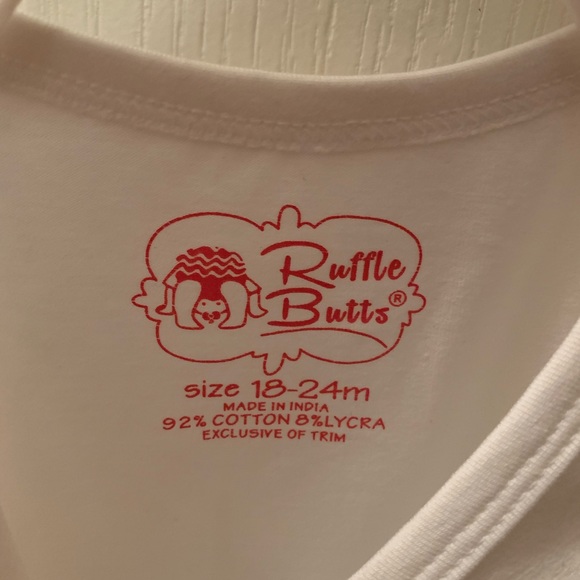 Ruffle
Butts®
size 18-24m
MADE IN INDIA
92% COTTON 8%LYCRA
EXCLUSIVE OF TRIM